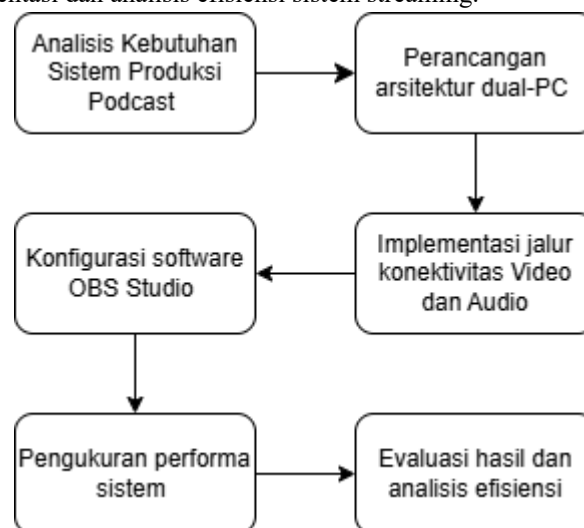 entasi dan analisis efisiensi sistem streaming.
Analisis Kebutuhan
Sistem Produksi
Podcast
Perancangan
arsitektur dual-PC
Implementasi jalur
konektivitas Video
dan Audio
Konfigurasi software
OBS Studio
Pengukuran performa
sistem
Evaluasi hasil dan
analisis efisiensi